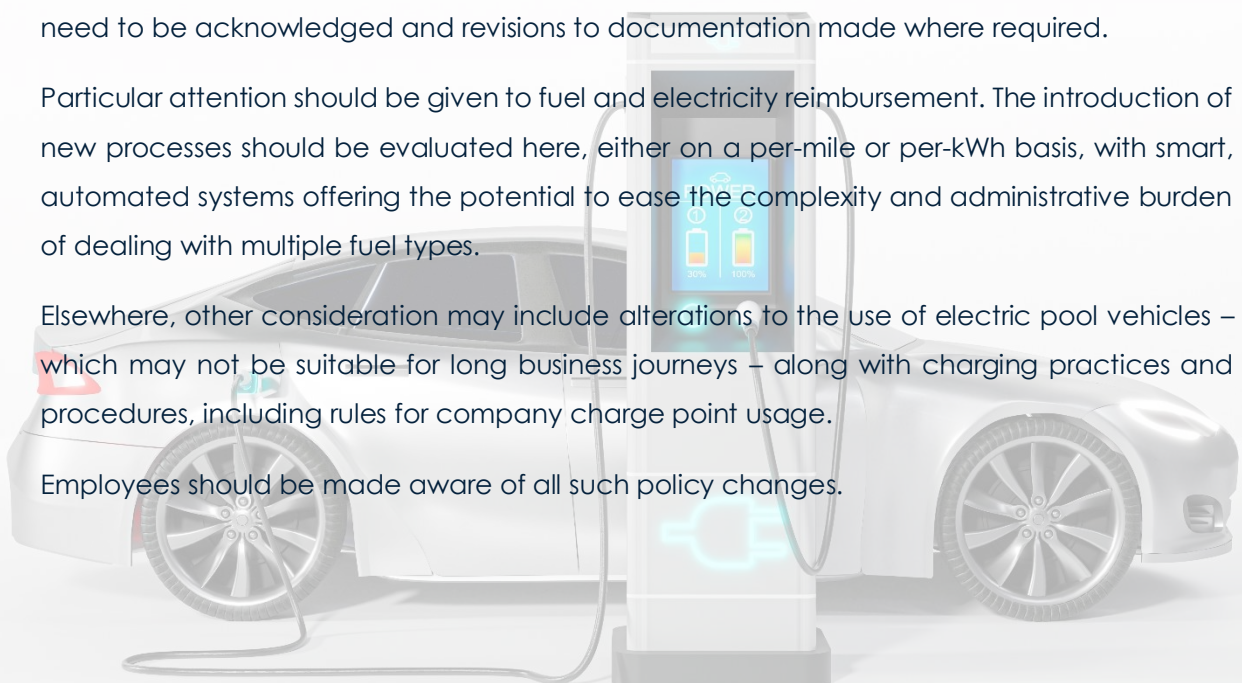 need to be acknowledged and revisions to documentation made where required.
Particular attention should be given to fuel and electricity reimbursement. The introduction of
new processes should be evaluated here, either on a per-mile or per-kWh basis, with smart,
automated systems offering the potential to ease the complexity and administrative burden
of dealing with multiple fuel types.
Elsewhere, other consideration may include alterations to the use of electric pool vehicles –
which may not be suitable for long business journeys – along with charging practices and
procedures, including rules for company charge point usage.
Employees should be made aware of all such policy changes.
POWER
1 2
30% 100%